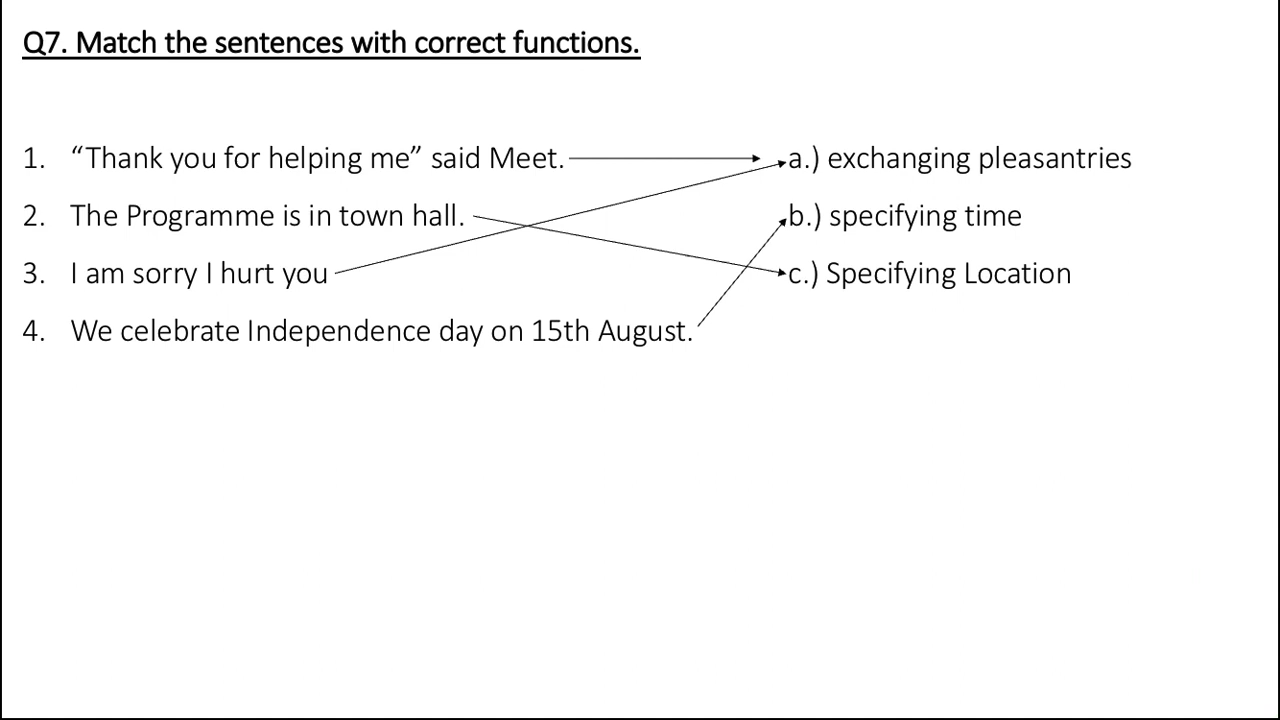 Q7. Match the sentences with correct functions.
1. “Thank you for helping me” said Meet. a.) exchanging pleasantries
2. The Programme is in town hall. b.) specifying time
3. I am sorry I hurt you c.) Specifying Location
4. We celebrate Independence day on 15th August.